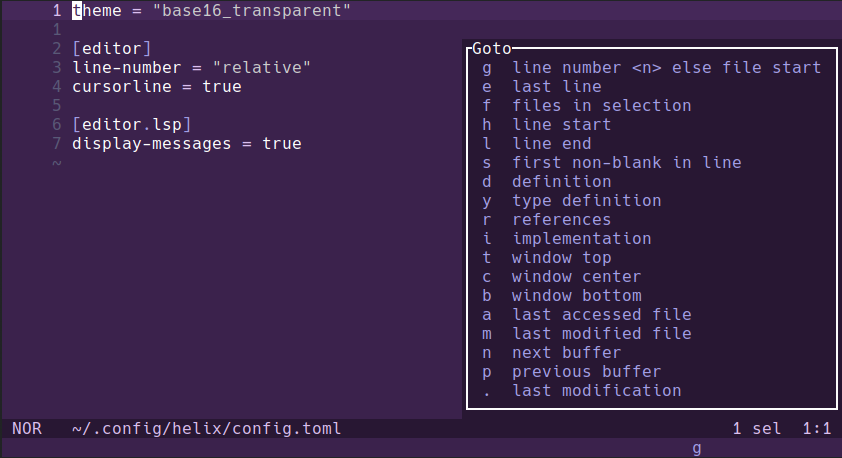 1 theme = "base16_transparent"
1
2 [editor]
3 line-number = "relative"
4 cursorline = true
5
6 [editor.lsp]
7 display-messages = true
~
Goto
g line number <n> else file start
e last line
f files in selection
h line start
l line end
s first non-blank in line
d definition
y type definition
r references
i implementation
t window top
c window center
b window bottom
a last accessed file
m last modified file
n next buffer
p previous buffer
. last modification
NOR ~/.config/helix/config.toml 1 sel 1:1
g